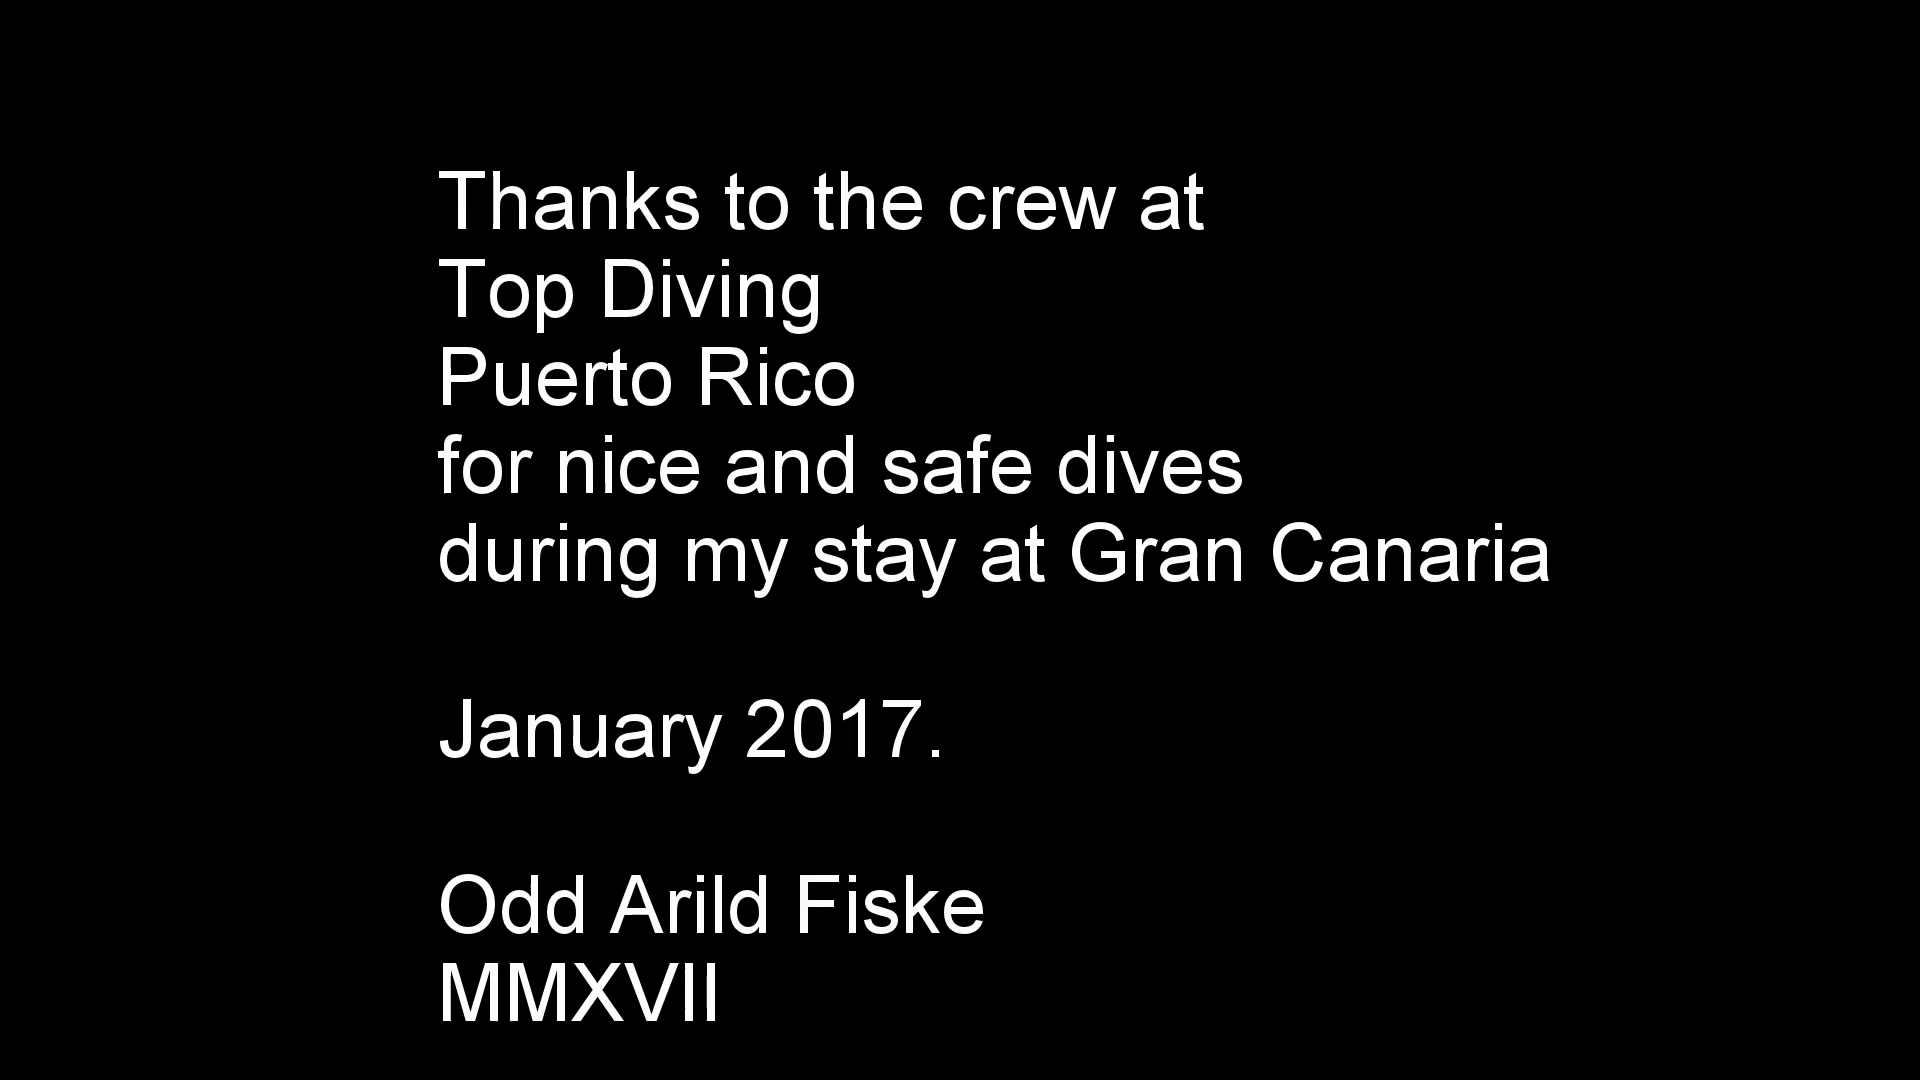 Thanks to the crew at
Top Diving
Puerto Rico
for nice and safe dives
during my stay at Gran Canaria
January 2017.
Odd Arild Fiske
MMXVII